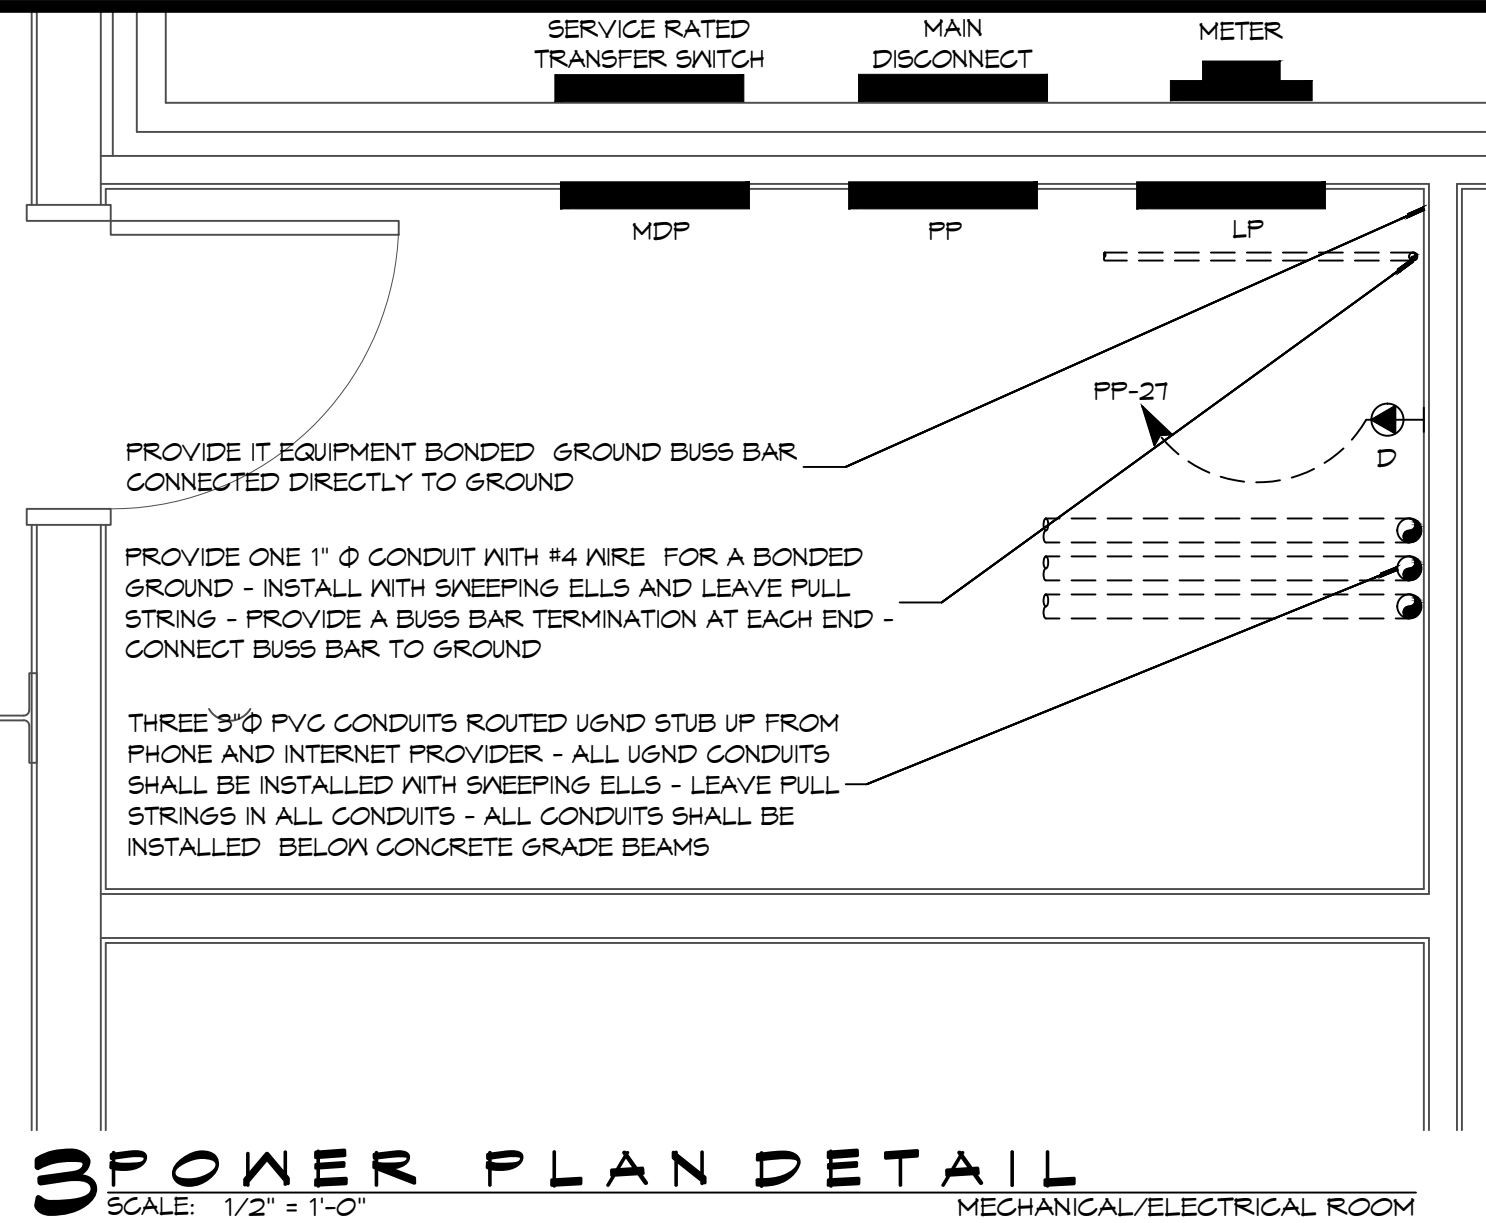 SERVICE RATED
TRANSFER SWITCH
MAIN
DISCONNECT
METER
MDP
PP
LP
PP-27
D
PROVIDE IT EQUIPMENT BONDED GROUND BUSS BAR
CONNECTED DIRECTLY TO GROUND
PROVIDE ONE 1" Φ CONDUIT WITH #4 WIRE FOR A BONDED
GROUND - INSTALL WITH SWEEPING ELLS AND LEAVE PULL
STRING - PROVIDE A BUSS BAR TERMINATION AT EACH END -
CONNECT BUSS BAR TO GROUND
THREE 3"Φ PVC CONDUITS ROUTED UGND STUB UP FROM
PHONE AND INTERNET PROVIDER - ALL UGND CONDUITS
SHALL BE INSTALLED WITH SWEEPING ELLS - LEAVE PULL
STRINGS IN ALL CONDUITS - ALL CONDUITS SHALL BE
INSTALLED BELOW CONCRETE GRADE BEAMS
3 POWER PLAN DETAIL
SCALE: 1/2" = 1'-0"
MECHANICAL/ELECTRICAL ROOM